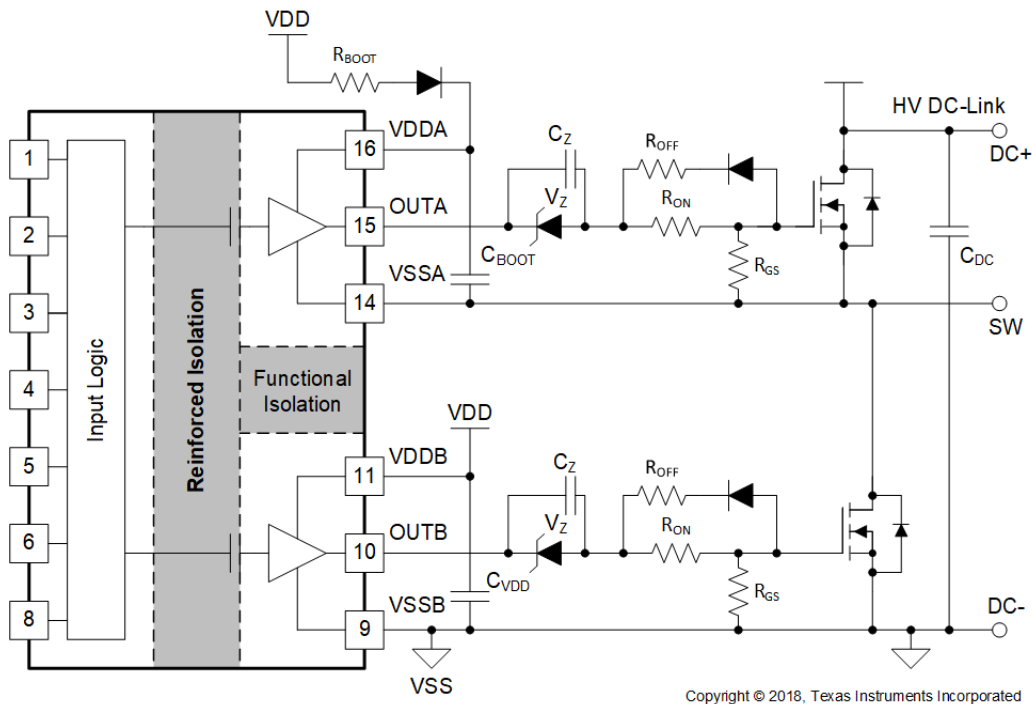 VDD
RBOOT
HV DC-Link
DC+
1
2
3
4
5
6
8
Input Logic
Reinforced Isolation
Functional
Isolation
16
VDDA
15
OUTA
14
VSSA
CBOOT
CZ
VZ
ROFF
RON
RGS
CDC
SW
VDD
11
VDDB
10
OUTB
9
VSSB
CVDD
CZ
VZ
ROFF
RON
RGS
DC-
VSS
Copyright © 2018, Texas Instruments Incorporated